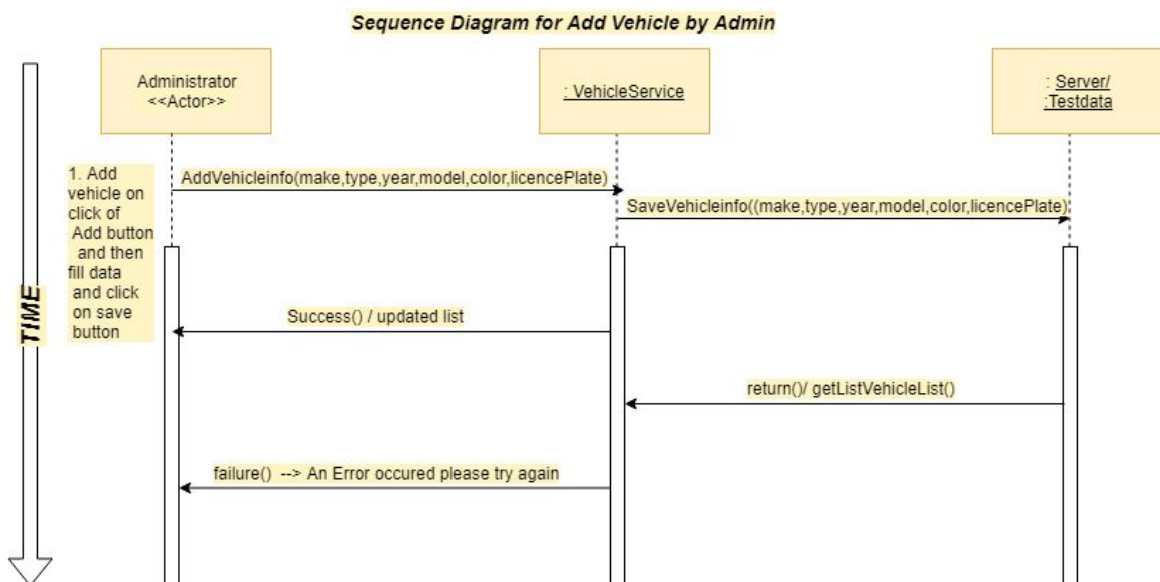 Sequence Diagram for Add Vehicle by Admin
Administrator
<<Actor>>
: VehicleService
: Server/
:Testdata
1. Add
vehicle on
click of
Add button
and then
fill data
and click
on save
button
AddVehicleinfo(make,type,year,model,color,licencePlate)
SaveVehicleinfo((make,type,year,model,color,licencePlate)
TIME
Success() / updated list
return()/ getListVehicleList()
failure() --> An Error occured please try again